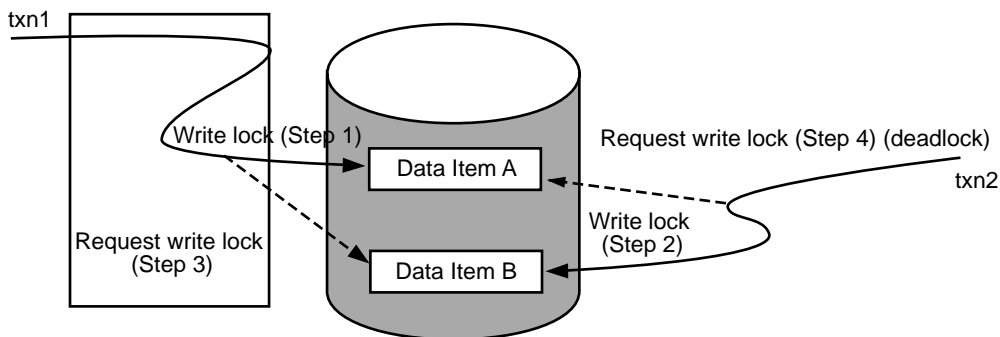 txn1
Write lock (Step 1)
Request write lock (Step 4) (deadlock)
Data Item A
txn2
Write lock
(Step 2)
Request write lock
(Step 3)
Data Item B